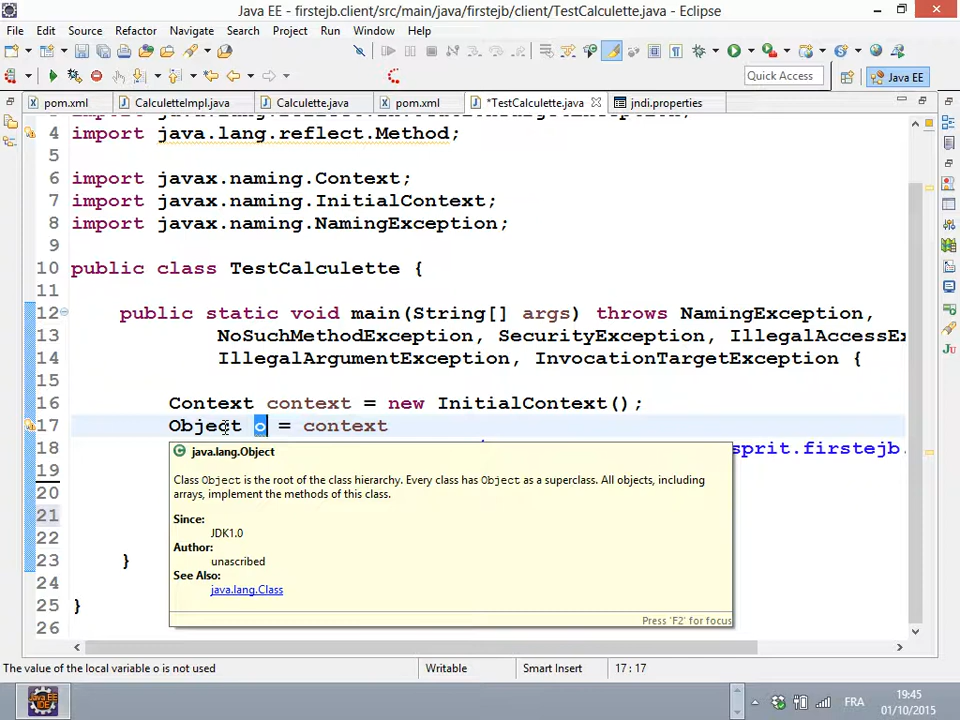 Java EE - firstejb.client/src/main/java/firstejb/client/TestCalculette.java - Eclipse
File Edit Source Refactor Navigate Search Project Run Window Help
Quick Access Java EE
pom.xml CalculetteImpl.java Calculette.java pom.xml *TestCalculette.java jndi.properties
4 import java.lang.reflect.Method;
5
6 import javax.naming.Context;
7 import javax.naming.InitialContext;
8 import javax.naming.NamingException;
9
10 public class TestCalculette {
11
12 public static void main(String[] args) throws NamingException,
13 NoSuchMethodException, SecurityException, IllegalAccessEx
14 IllegalArgumentException, InvocationTargetException {
15
16 Context context = new InitialContext();
17 Object o = context
18 sprit.firstejb.
19
20
21
22
23 }
24
25 }
26
java.lang.Object
Class Object is the root of the class hierarchy. Every class has Object as a superclass. All objects, including
arrays, implement the methods of this class.
Since:
JDK1.0
Author:
unascribed
See Also:
java.lang.Class
Press 'F2' for focus
The value of the local variable o is not used Writable Smart Insert 17 : 17
Java EE IDE
FRA
19:45
01/10/2015